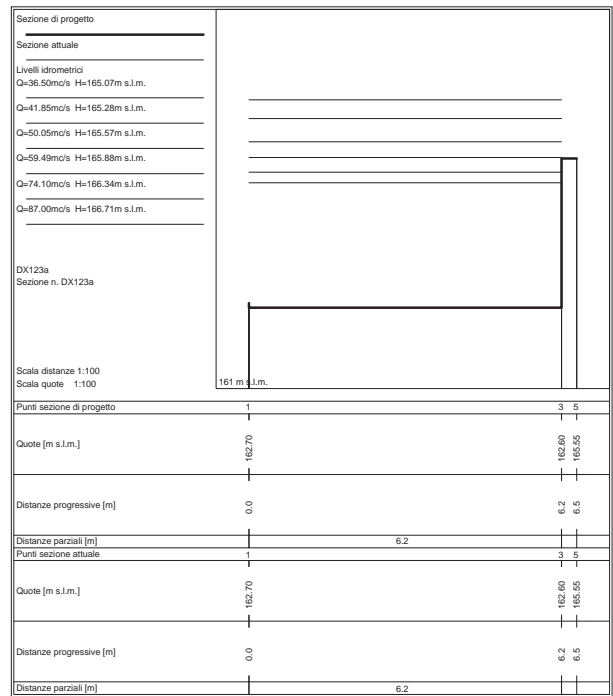 Sezione di progetto
Sezione attuale
Livelli idrometrici
Q=36.50mc/s H=165.07m s.l.m.
Q=41.85mc/s H=165.28m s.l.m.
Q=50.05mc/s H=165.57m s.l.m.
Q=59.49mc/s H=165.88m s.l.m.
Q=74.10mc/s H=166.34m s.l.m.
Q=87.00mc/s H=166.71m s.l.m.
DX123a
Sezione n. DX123a
Scala distanze 1:100
Scala quote 1:100
161 m s.l.m.
Punti sezione di progetto 1 3 5
Quote [m s.l.m.] 162.70 162.60 165.55
Distanze progressive [m] 0.0 6.2 6.5
Distanze parziali [m] 6.2
Punti sezione attuale 1 3 5
Quote [m s.l.m.] 162.70 162.60 165.55
Distanze progressive [m] 0.0 6.2 6.5
Distanze parziali [m] 6.2